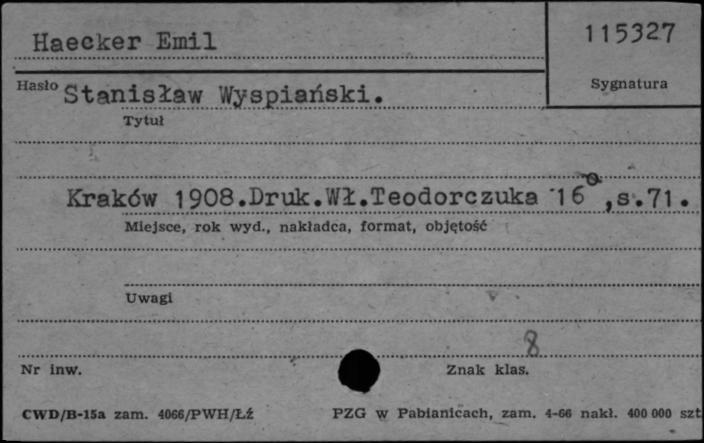 Haecker Emil
115327
Hasło
Sygnatura
Stanisław Wyspiański.
Tytuł
Kraków 1908.Druk.Wł.Teodorczuka 16°,s.71.
Miejsce, rok wyd., nakładca, format, objętość
Uwagi
8
Nr inw.
Znak klas.
CWD/B-15a zam. 4066/PWH/Łź
PZG w Pabianicach, zam. 4-66 nakł. 400 000 szt